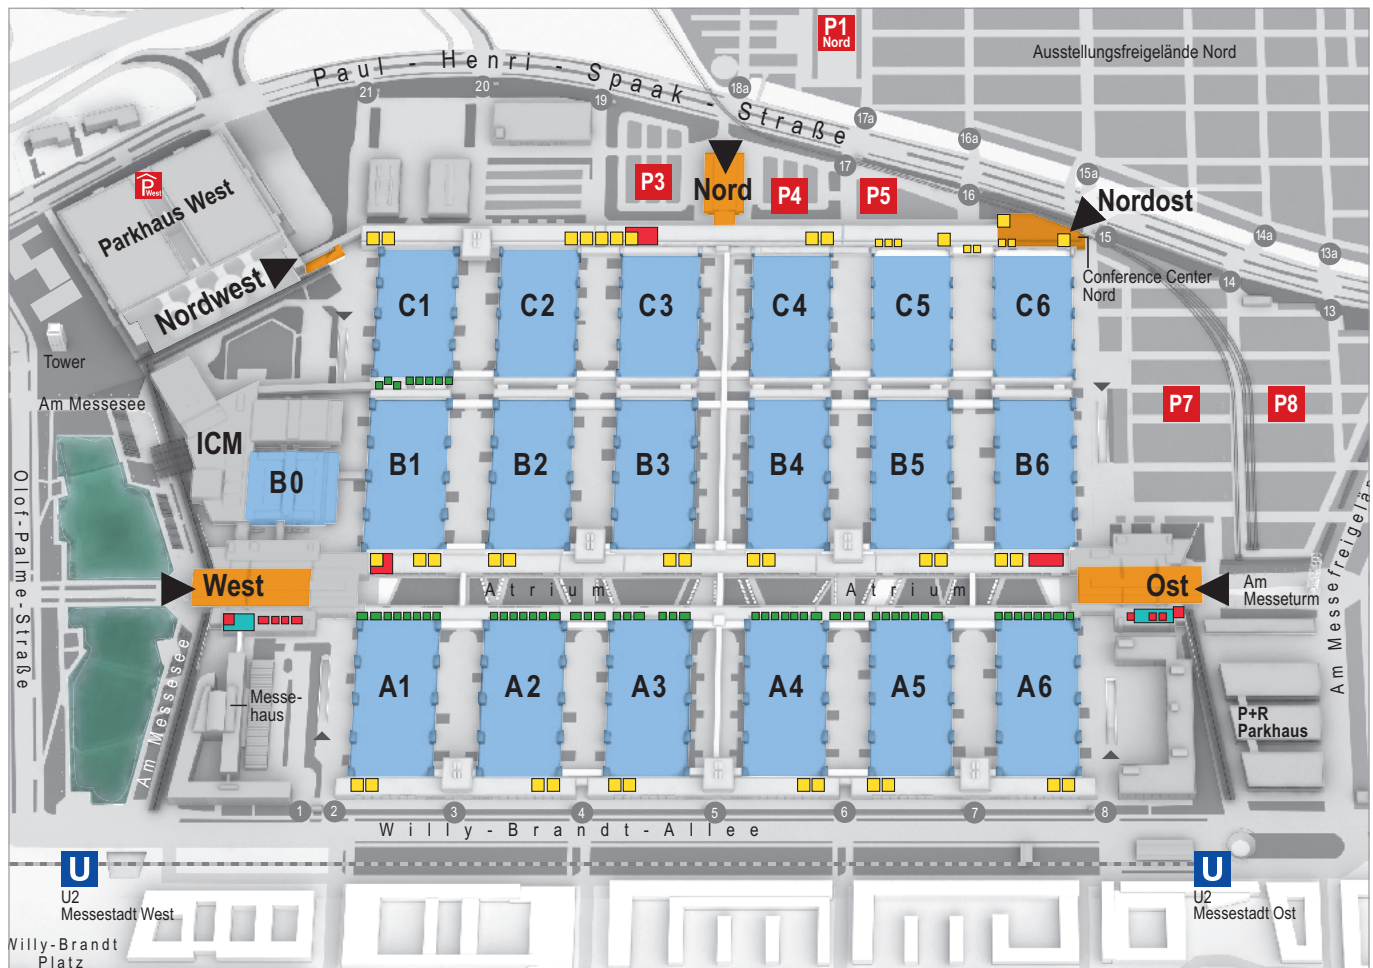 P1
Nord
Ausstellungsfreigelände Nord
Paul-Henri-Spaak-Straße
21
20
19
18a
17a
16a
15a
14a
13a
17
16
15
14
13
P
West
Parkhaus West
P3
Nord
P4
P5
Nordost
Conference Center
Nord
Nordwest
Tower
Am Messesee
ICM
B0
C1
C2
C3
C4
C5
C6
P7
P8
B1
B2
B3
B4
B5
B6
Olof-Palme-Straße
West
Atrium
Atrium
Ost
Am
Messeturm
Am Messefreigelän
Am Messesee
Messe-
haus
A1
A2
A3
A4
A5
A6
P+R
Parkhaus
1
2
3
4
5
6
7
8
Willy-Brandt-Allee
U
U2
Messestadt West
U
U2
Messestadt Ost
Willy-Brandt
Platz